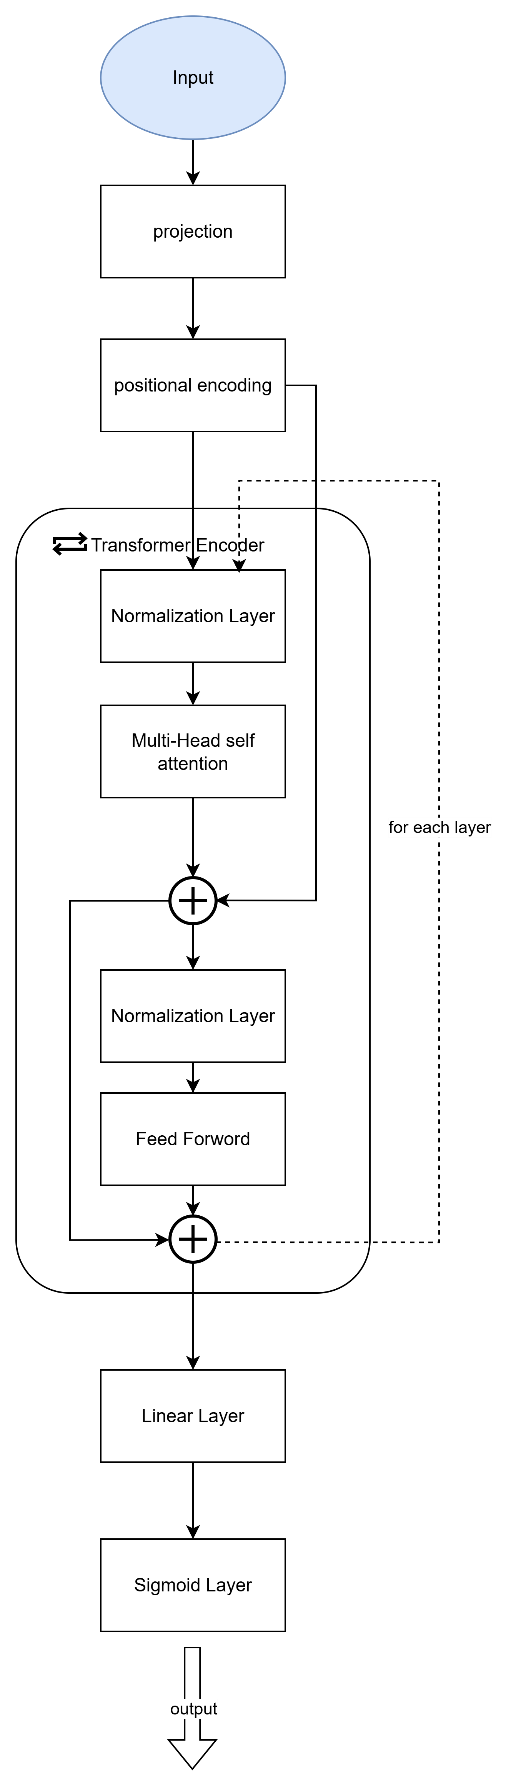 Input
projection
positional encoding
Transformer Encoder
Normalization Layer
Multi-Head self
attention
for each layer
Normalization Layer
Feed Forword
Linear Layer
Sigmoid Layer
output